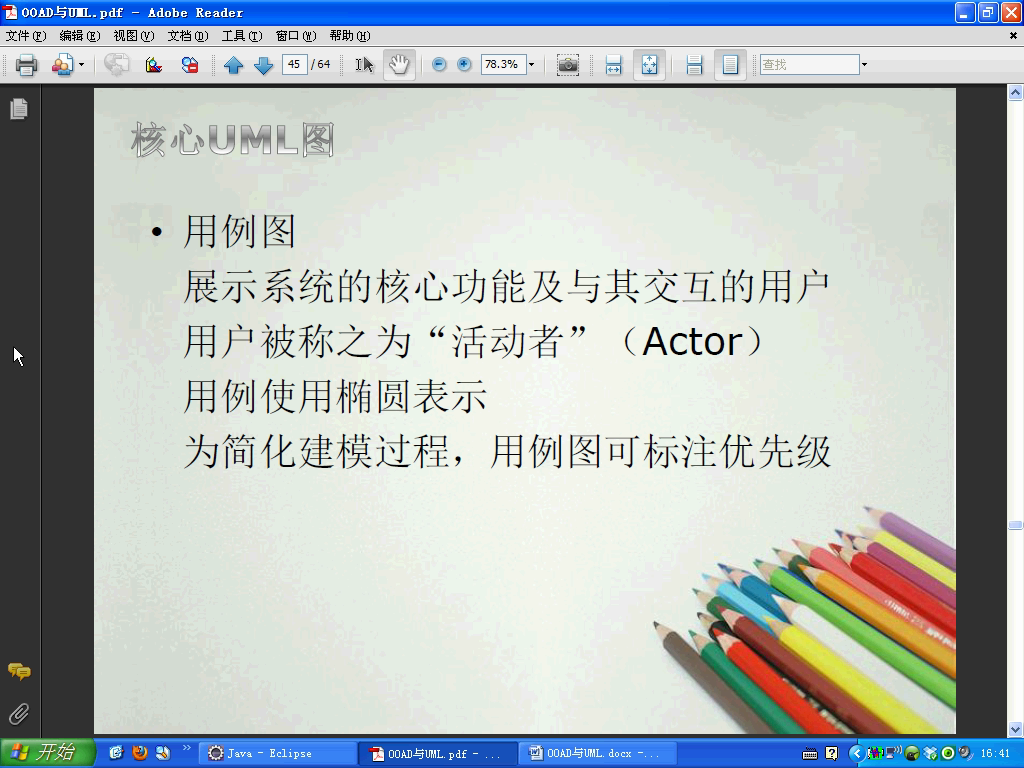 OOAD与UML.pdf - Adobe Reader
文件(F) 编辑(E) 视图(V) 文档(D) 工具(T) 窗口(W) 帮助(H)
45 / 64 78.3% 查找
核心UML图
• 用例图
展示系统的核心功能及与其交互的用户
用户被称之为“活动者”（Actor）
用例使用椭圆表示
为简化建模过程，用例图可标注优先级
开始 Java - Eclipse OOAD与UML.pdf - ... OOAD与UML.docx -... 16:41